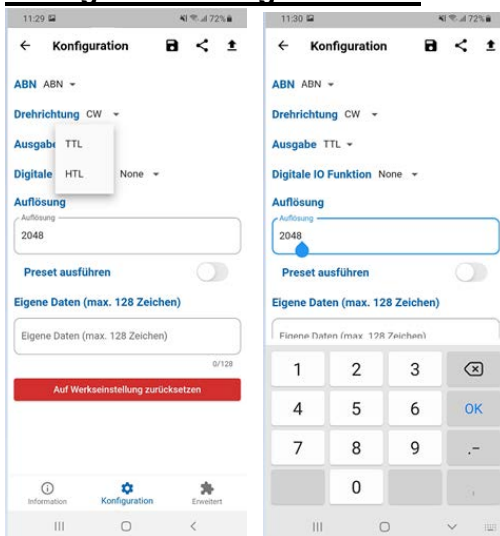 11:29 72%
Konfiguration
ABN ABN
Drehrichtung CW
Ausgabe TTL
Digitale HTL None
Auflösung
Auflösung
2048
Preset ausführen
Eigene Daten (max. 128 Zeichen)
Eigene Daten (max. 128 Zeichen)
0/128
Auf Werkseinstellung zurücksetzen
Information Konfiguration Erweitert
11:30 72%
Konfiguration
ABN ABN
Drehrichtung CW
Ausgabe TTL
Digitale IO Funktion None
Auflösung
Auflösung
2048
Preset ausführen
Eigene Daten (max. 128 Zeichen)
Eigene Daten (max. 128 Zeichen)
1 2 3
4 5 6 OK
7 8 9 .-
0 ,